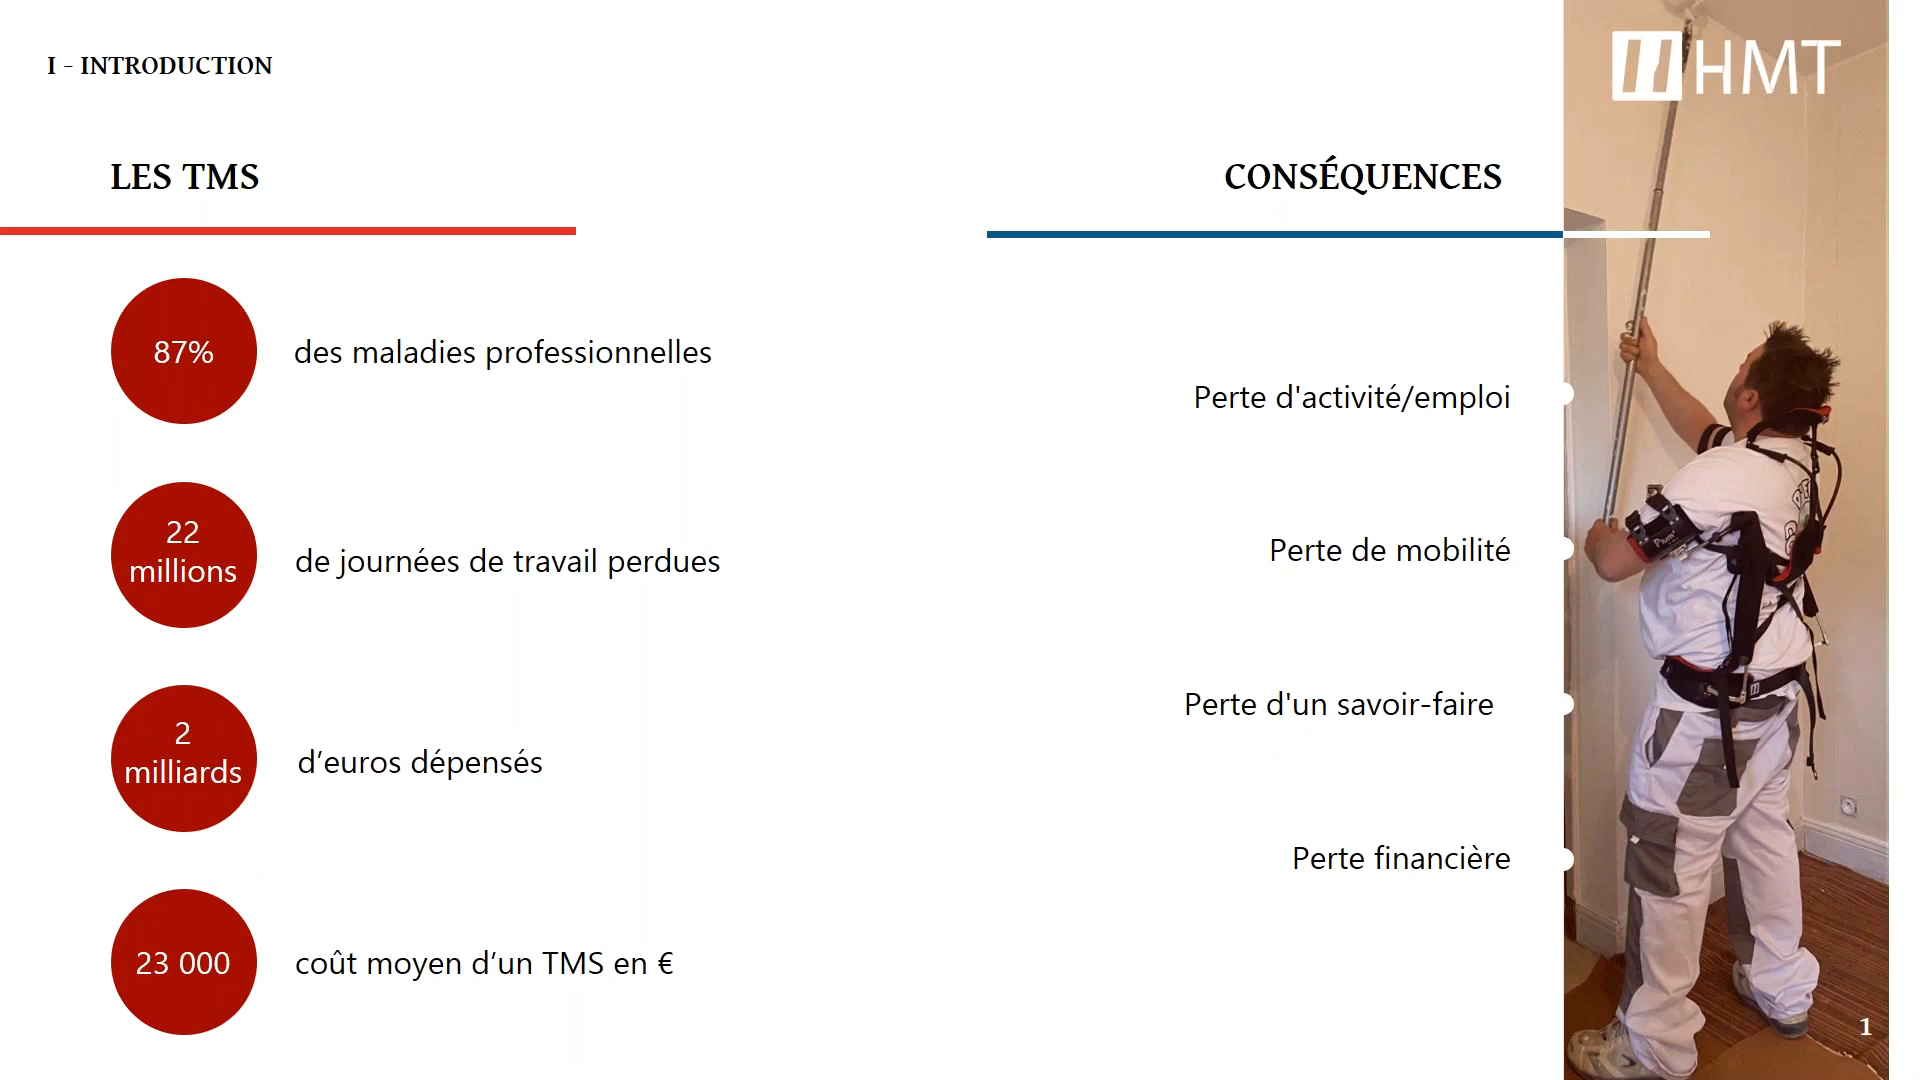 I - INTRODUCTION
HMT
LES TMS
CONSÉQUENCES
87%
des maladies professionnelles
22
millions
de journées de travail perdues
2
milliards
d’euros dépensés
23 000
coût moyen d’un TMS en €
Perte d'activité/emploi
Perte de mobilité
Perte d'un savoir-faire
Perte financière
Plum'
1